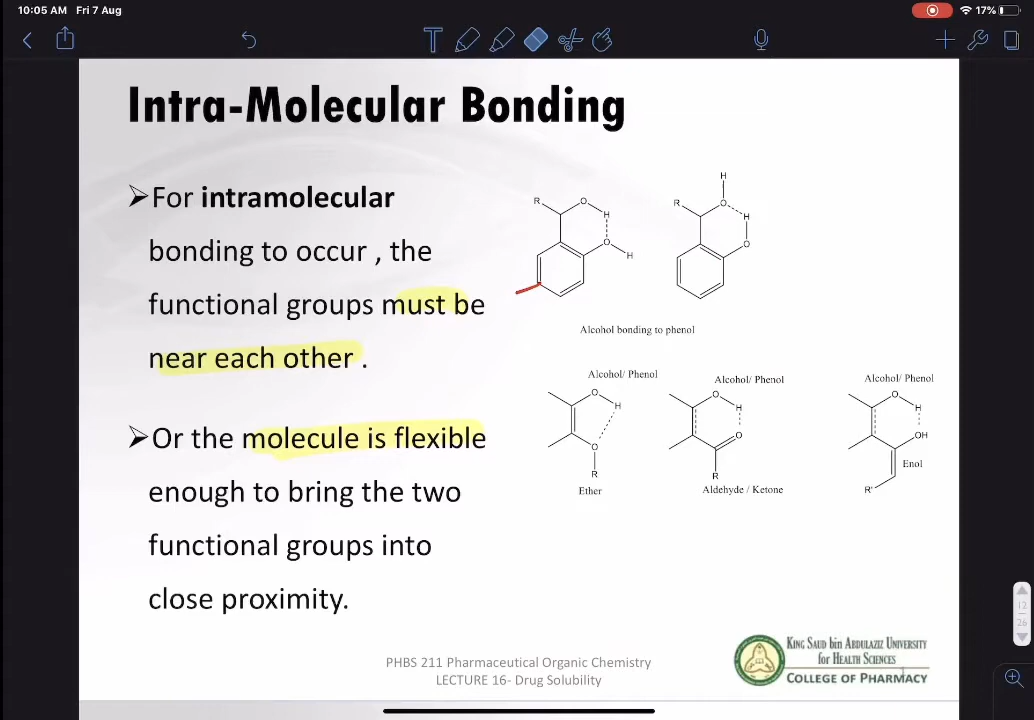 10:05 AM Fri 7 Aug
17%
Intra-Molecular Bonding
➤For intramolecular
bonding to occur , the
functional groups must be
near each other .
➤Or the molecule is flexible
enough to bring the two
functional groups into
close proximity.
H
R O R O
H H
O H O
Alcohol bonding to phenol
Alcohol/ Phenol Alcohol/ Phenol Alcohol/ Phenol
O O O
H H H
O O OH
R R Enol
R'
Ether Aldehyde / Ketone
PHBS 211 Pharmaceutical Organic Chemistry
LECTURE 16- Drug Solubility
King Saud bin Abdulaziz University
for Health Sciences
College of Pharmacy
12
26